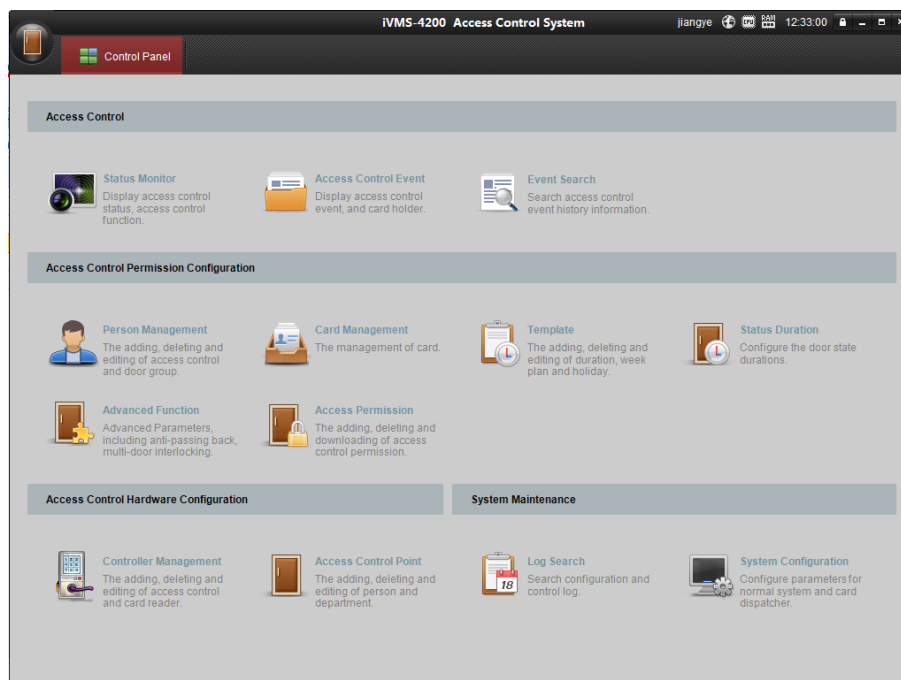 iVMS-4200 Access Control System
jiangye
CPU
RAM
12:33:00
Control Panel
Access Control
Status Monitor
Display access control
status, access control
function.
Access Control Event
Display access control
event, and card holder.
Event Search
Search access control
event history information.
Access Control Permission Configuration
Person Management
The adding, deleting and
editing of access control
and door group.
Card Management
The management of card.
Template
The adding, deleting and
editing of duration, week
plan and holiday.
Status Duration
Configure the door state
durations.
Advanced Function
Advanced Parameters,
including anti-passing back,
multi-door interlocking.
Access Permission
The adding, deleting and
downloading of access
control permission.
Access Control Hardware Configuration
System Maintenance
Controller Management
The adding, deleting and
editing of access control
and card reader.
Access Control Point
The adding, deleting and
editing of person and
department.
18
Log Search
Search configuration and
control log.
System Configuration
Configure parameters for
normal system and card
dispatcher.